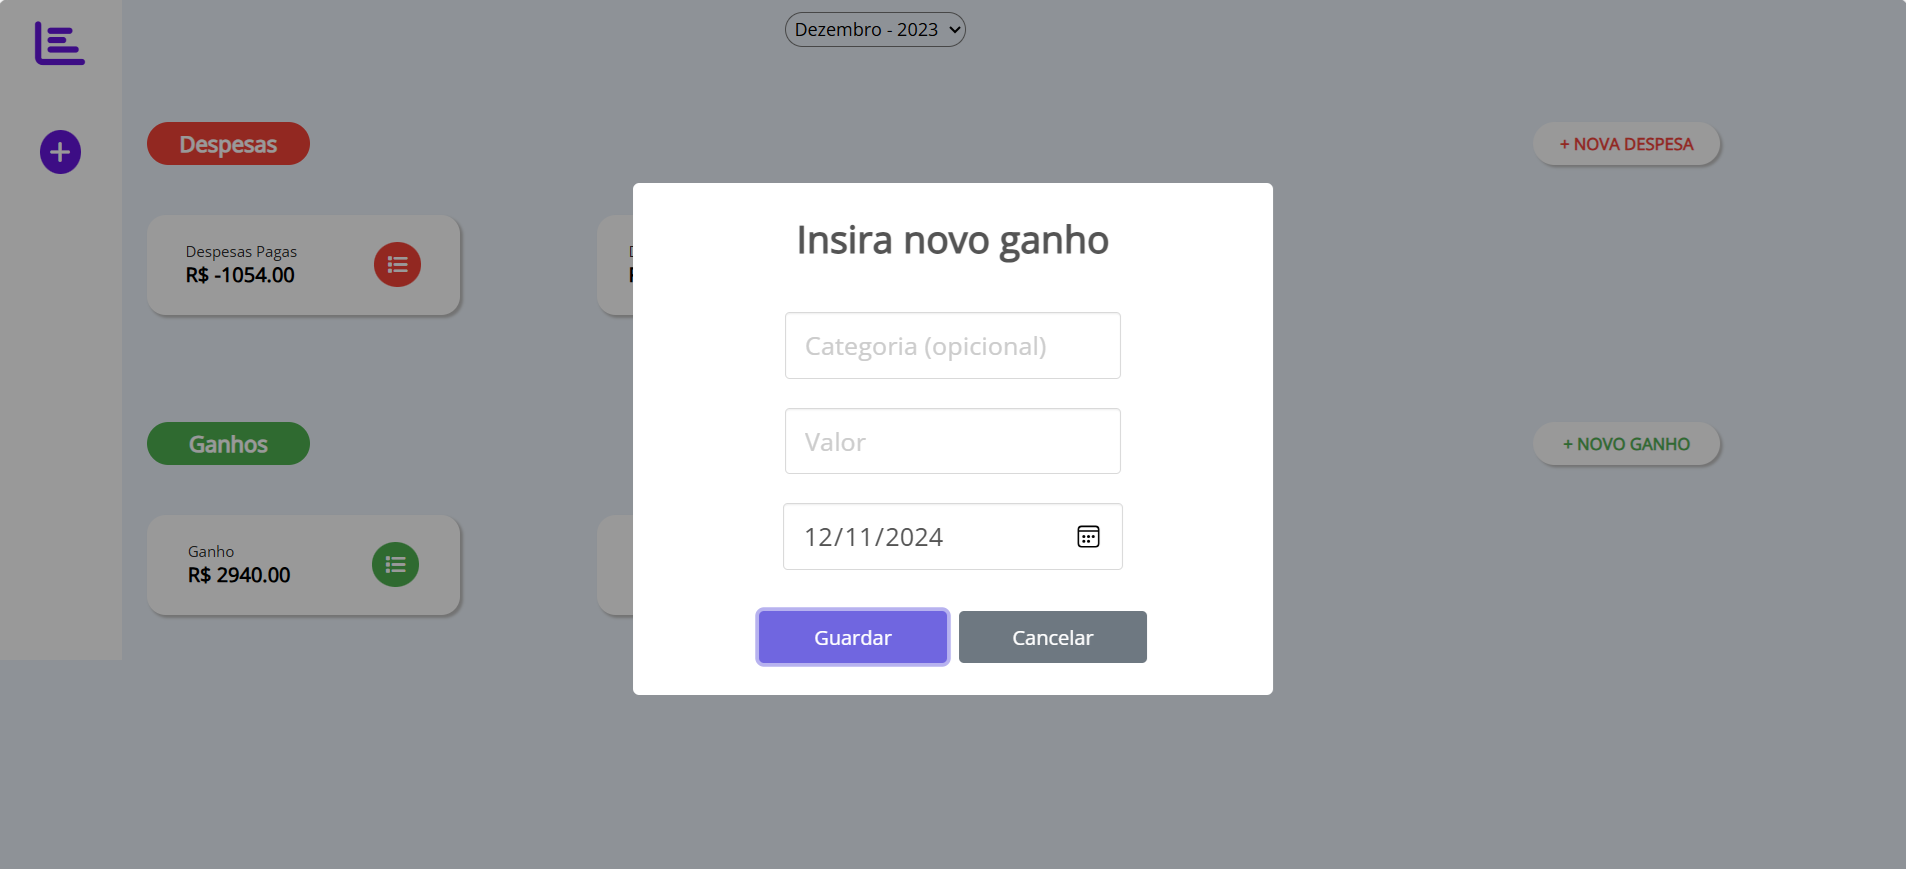 Dezembro - 2023
Despesas
+ NOVA DESPESA
Despesas Pagas
R$ -1054.00
Ganhos
+ NOVO GANHO
Ganho
R$ 2940.00
Insira novo ganho
Categoria (opicional)
Valor
12/11/2024
Guardar
Cancelar